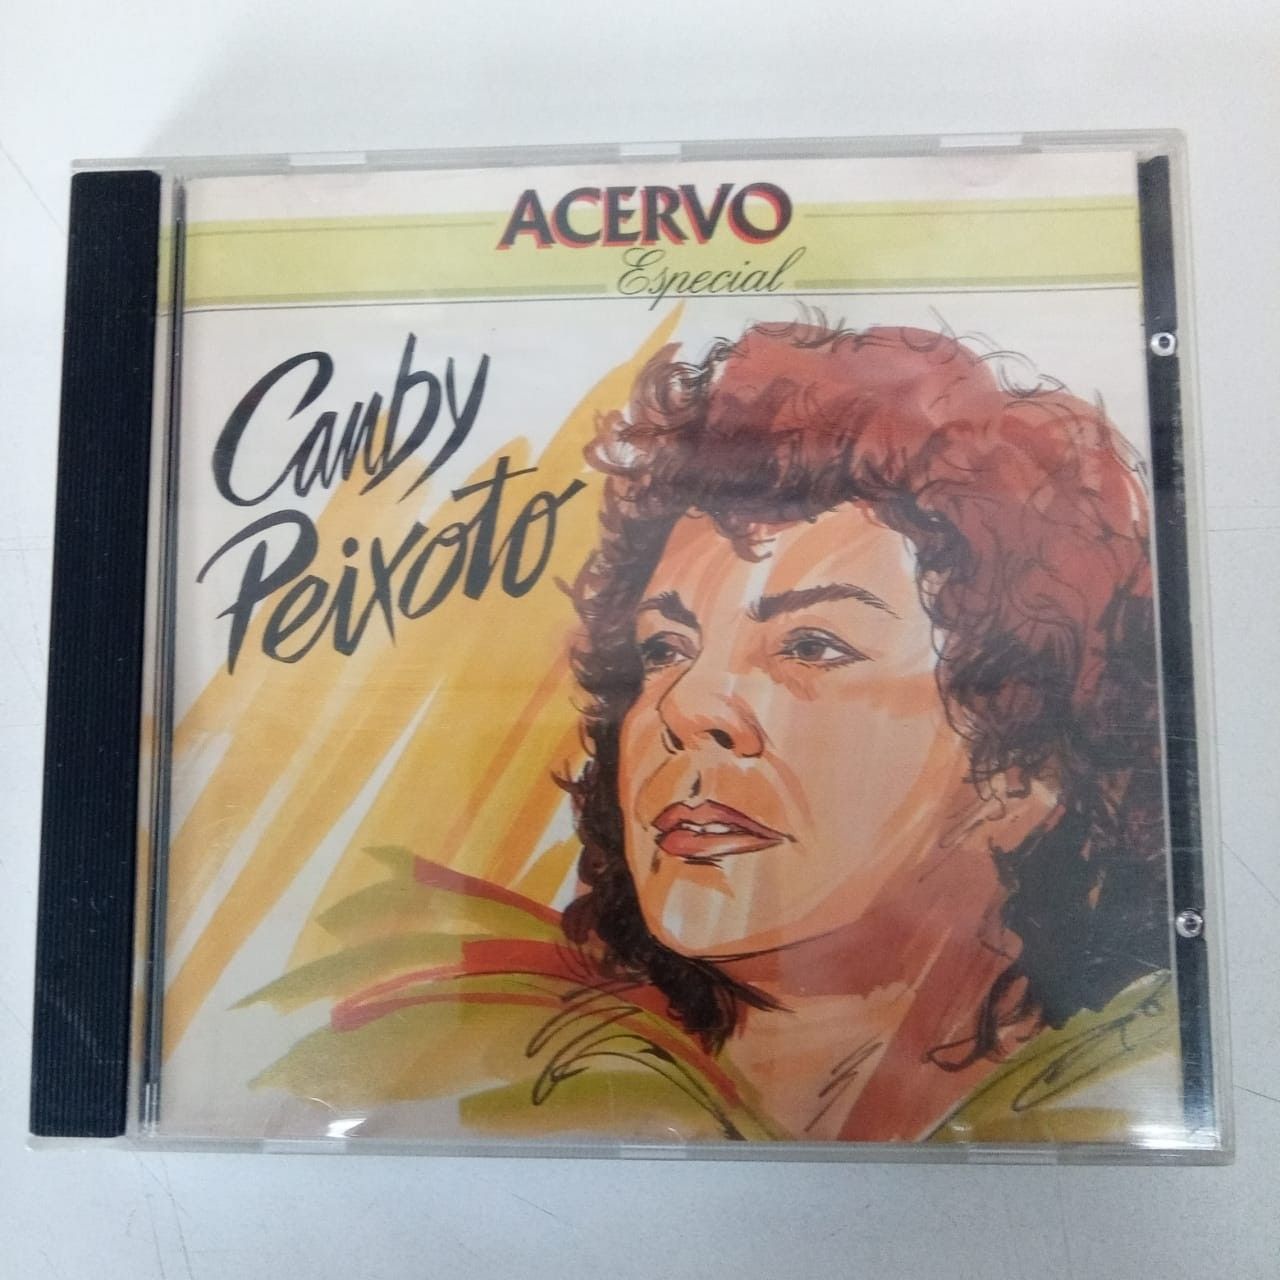 ACERVO
Especial
Cauby
Peixoto